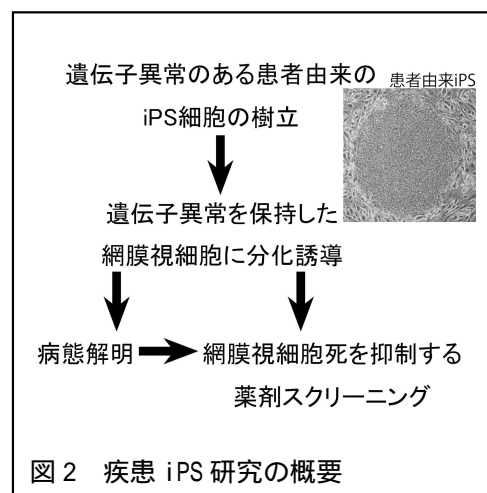 遺伝子異常のある患者由来の
患者由来iPS
iPS細胞の樹立
遺伝子異常を保持した
網膜視細胞に分化誘導
病態解明
網膜視細胞死を抑制する
薬剤スクリーニング
図2 疾患 iPS 研究の概要